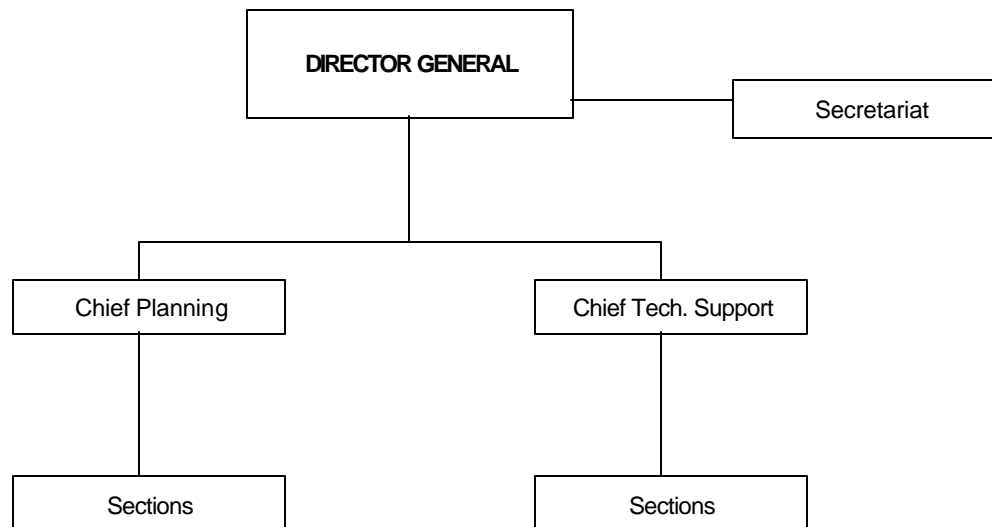 DIRECTOR GENERAL
Secretariat
Chief Planning
Chief Tech. Support
Sections
Sections